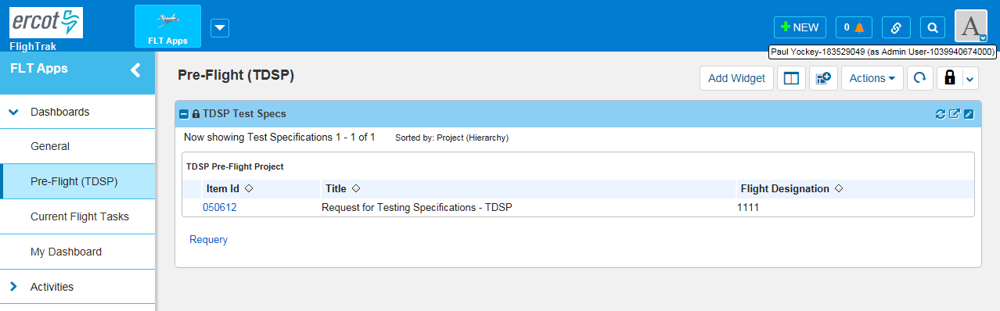 ercot
FlighTrak
FLT Apps
NEW
0
A
Paul Yockey-183529049 (as Admin User-1039940674000)
FLT Apps
Dashboards
General
Pre-Flight (TDSP)
Current Flight Tasks
My Dashboard
Activities
Pre-Flight (TDSP)
Add Widget
Actions
TDSP Test Specs
Now showing Test Specifications 1 - 1 of 1 Sorted by: Project (Hierarchy)
TDSP Pre-Flight Project
Item Id Title Flight Designation
050612 Request for Testing Specifications - TDSP 1111
Requery